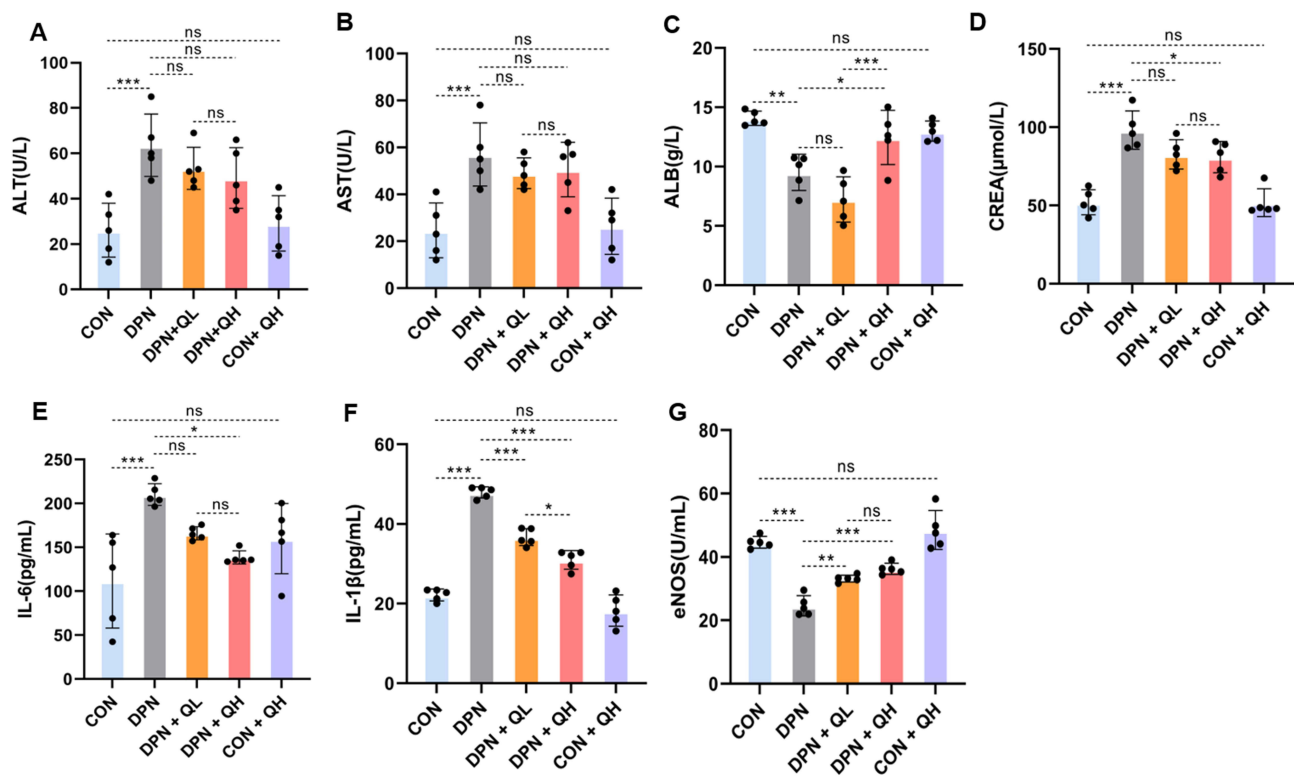 A
ns
ns
ns
***
ns
ALT(U/L)
100
80
60
40
20
0
CON
DPN
DPN+QL
DPN+QH
CON+ QH
B
ns
ns
ns
***
ns
AST(U/L)
100
80
60
40
20
0
CON
DPN
DPN + QL
DPN + QH
CON + QH
C
ns
***
*
**
ns
ALB(g/L)
20
15
10
5
0
CON
DPN
DPN + QL
DPN + QH
CON + QH
D
ns
*
ns
***
ns
CREA(μmol/L)
150
100
50
0
CON
DPN
DPN + QL
DPN + QH
CON + QH
E
ns
*
ns
***
ns
IL-6(pg/mL)
250
200
150
100
50
0
CON
DPN
DPN + QL
DPN + QH
CON + QH
F
ns
***
***
***
*
IL-1β(pg/mL)
60
40
20
0
CON
DPN
DPN + QL
DPN + QH
CON + QH
G
ns
***
ns
***
**
eNOS(U/mL)
80
60
40
20
0
CON
DPN
DPN + QL
DPN + QH
CON + QH